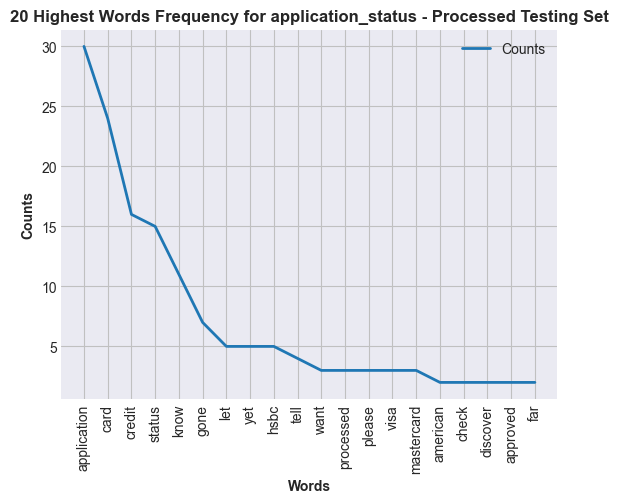 20 Highest Words Frequency for application_status - Processed Testing Set
Counts
30
25
20
15
10
5
Counts
application
card
credit
status
know
gone
let
yet
hsbc
tell
want
processed
please
visa
mastercard
american
check
discover
approved
far
Words